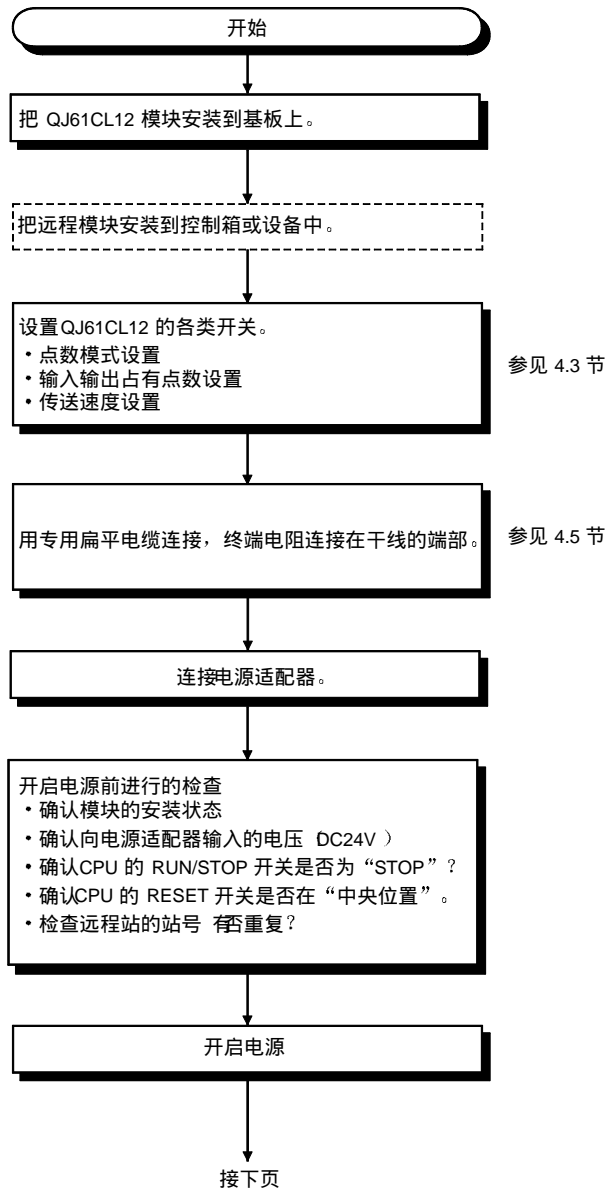 开始
把 QJ61CL12 模块安装到基板上。
把远程模块安装到控制箱或设备中。
设置QJ61CL12 的各类开关。
・点数模式设置
・输入输出占有点数设置
・传送速度设置
参见 4.3 节
用专用扁平电缆连接，终端电阻连接在干线的端部。
参见 4.5 节
连接电源适配器。
开启电源前进行的检查
・确认模块的安装状态
・确认向电源适配器输入的电压（DC24V ）
・确认CPU 的 RUN/STOP 开关是否为“STOP”？
・确认CPU 的 RESET 开关是否在“中央位置”。
・检查远程站的站号 有否重复？
开启电源
接下页